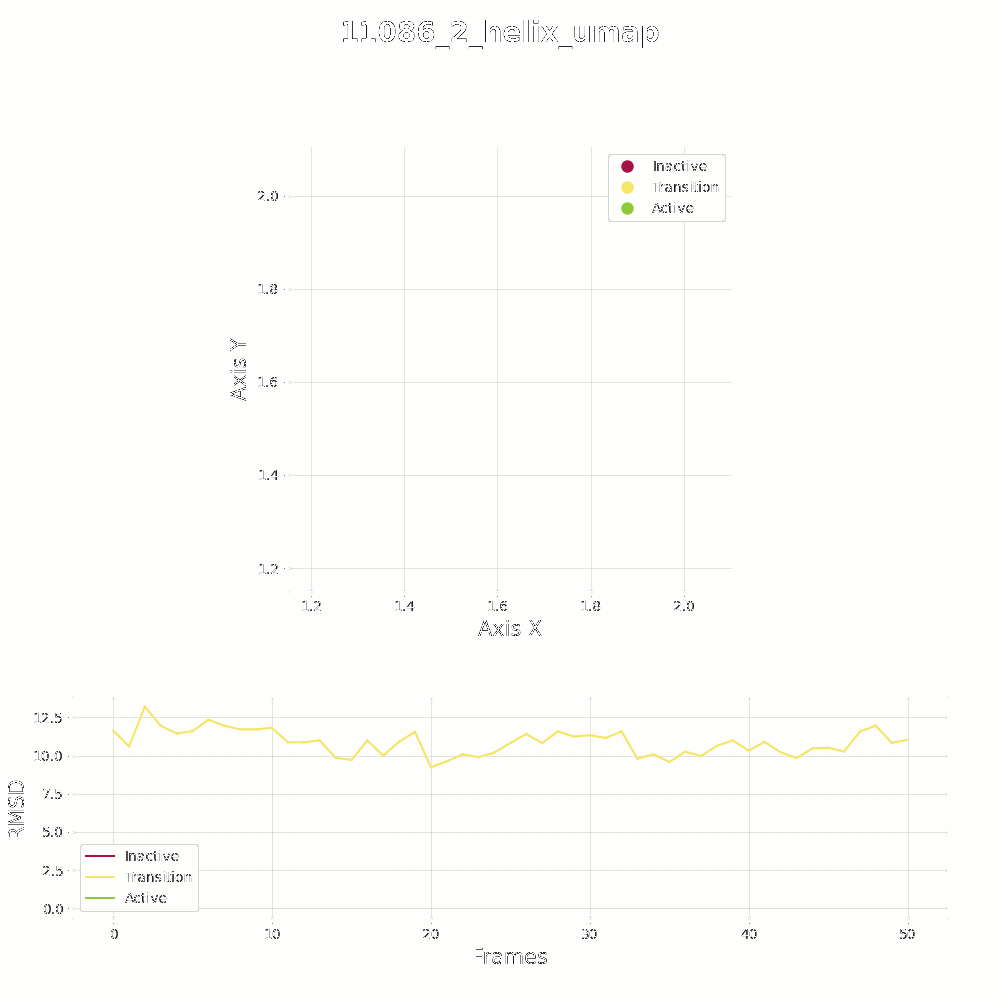 11086_2_helix_umap
Inactive
Transition
Active
2.0
1.8
1.6
1.4
1.2
Axis Y
1.2 1.4 1.6 1.8 2.0
Axis X
12.5
10.0
7.5
5.0
2.5
0.0
RMSD
Inactive
Transition
Active
0 10 20 30 40 50
Frames